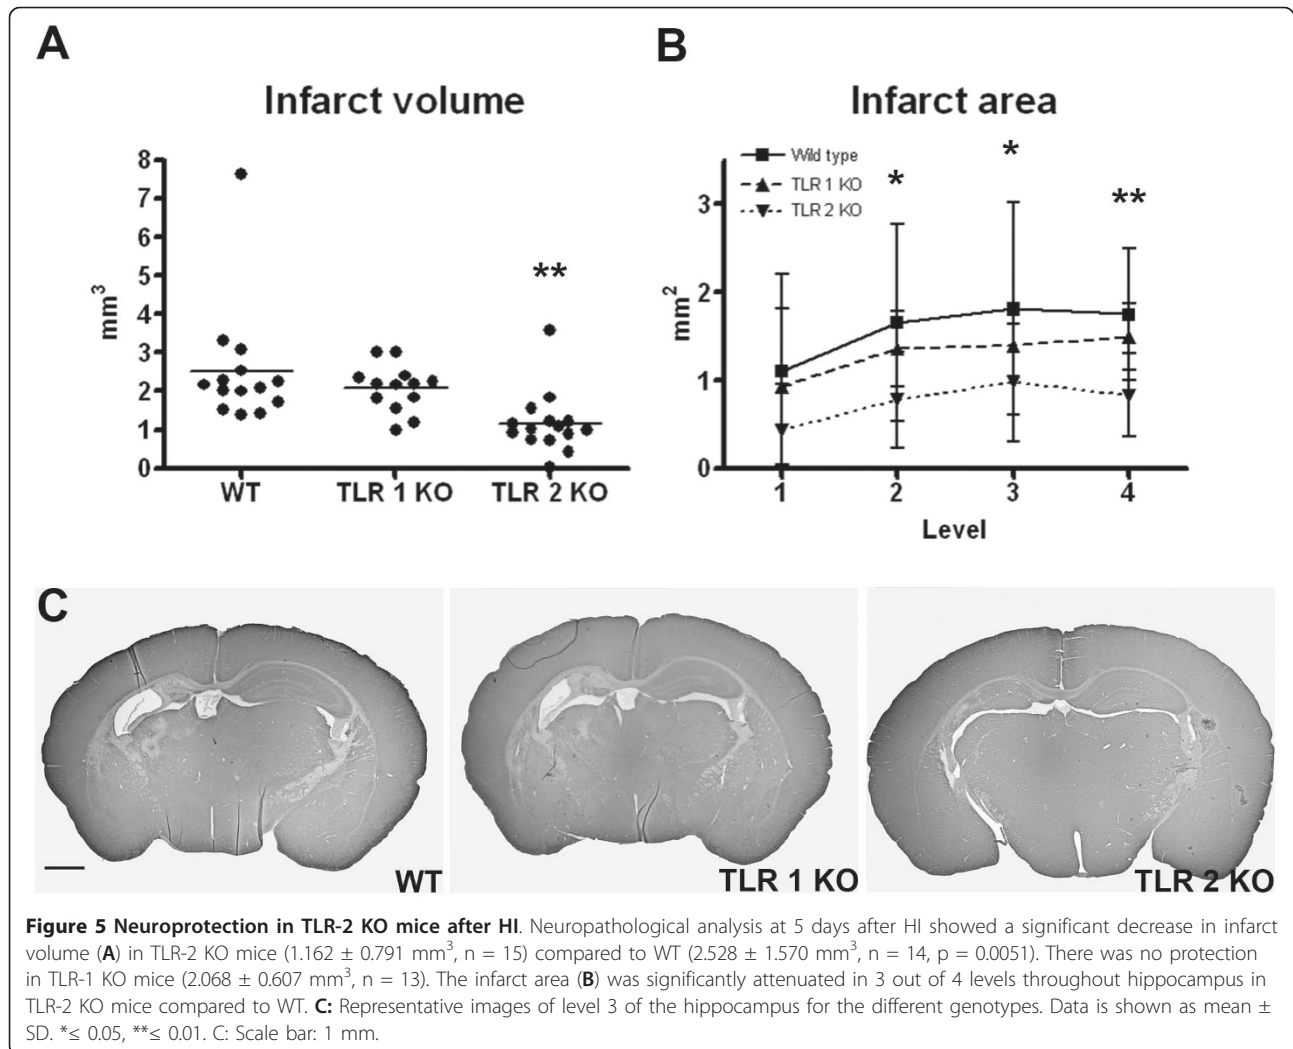 A
B
Infarct volume
Infarct area
8
7
6
5
4
3
2
1
0
mm3
**
WT
TLR 1 KO
TLR 2 KO
Wild type
TLR 1 KO
TLR 2 KO
*
*
**
3
2
1
0
mm2
1
2
3
4
Level
C
WT
TLR 1 KO
TLR 2 KO
Figure 5 Neuroprotection in TLR-2 KO mice after HI. Neuropathological analysis at 5 days after HI showed a significant decrease in infarct
volume (A) in TLR-2 KO mice (1.162 ± 0.791 mm3, n = 15) compared to WT (2.528 ± 1.570 mm3, n = 14, p = 0.0051). There was no protection
in TLR-1 KO mice (2.068 ± 0.607 mm3, n = 13). The infarct area (B) was significantly attenuated in 3 out of 4 levels throughout hippocampus in
TLR-2 KO mice compared to WT. C: Representative images of level 3 of the hippocampus for the different genotypes. Data is shown as mean ±
SD. *≤ 0.05, **≤ 0.01. C: Scale bar: 1 mm.